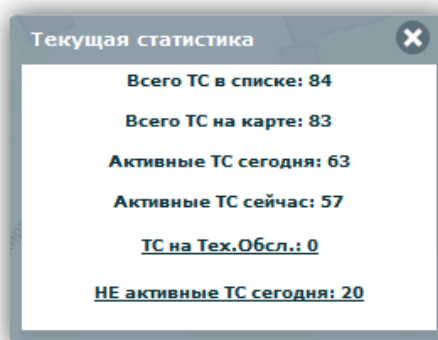 Текущая статистика
Всего ТС в списке: 84
Всего ТС на карте: 83
Активные ТС сегодня: 63
Активные ТС сейчас: 57
ТС на Тех.Обсл.: 0
НЕ активные ТС сегодня: 20